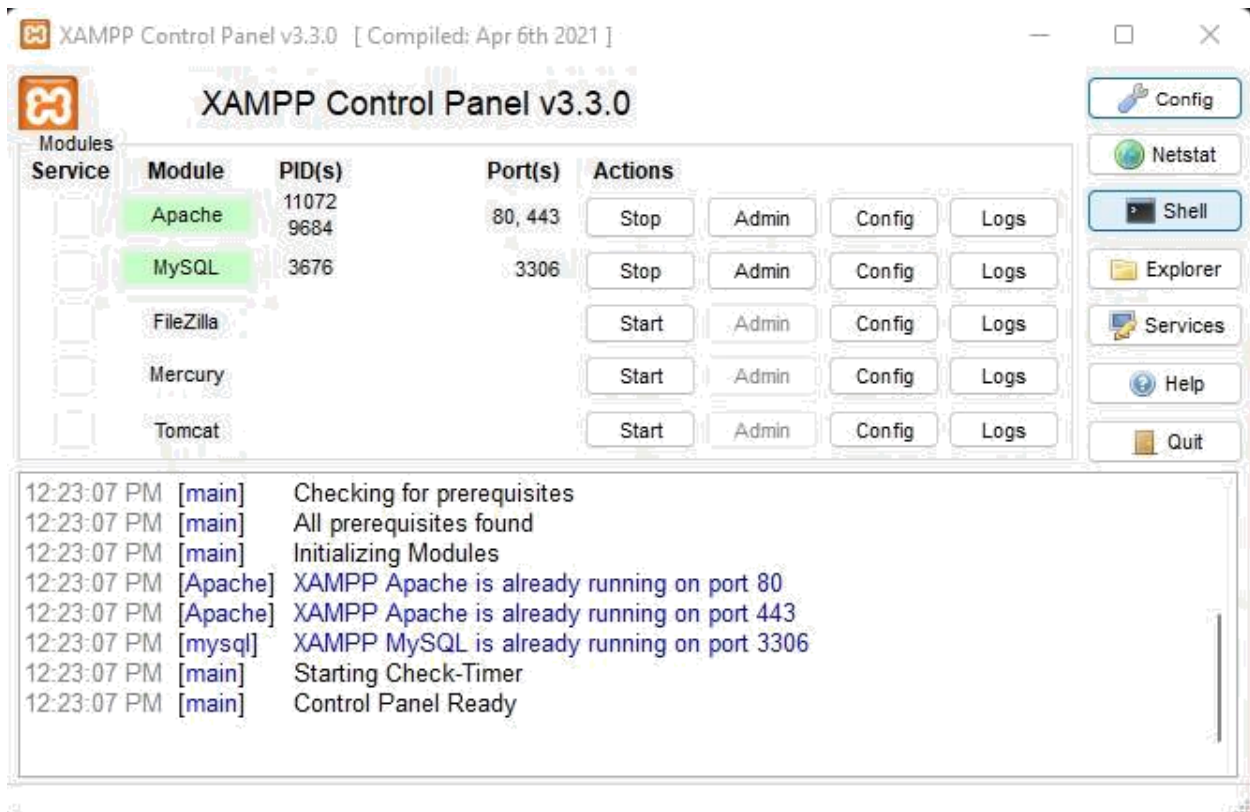 XAMPP Control Panel v3.3.0 [ Compiled: Apr 6th 2021 ]
XAMPP Control Panel v3.3.0
Config
Modules
Service Module PID(s) Port(s) Actions
Netstat
Apache 11072 9684 80, 443 Stop Admin Config Logs
Shell
MySQL 3676 3306 Stop Admin Config Logs
Explorer
FileZilla Start Admin Config Logs
Services
Mercury Start Admin Config Logs
Help
Tomcat Start Admin Config Logs
Quit
12:23:07 PM [main] Checking for prerequisites
12:23:07 PM [main] All prerequisites found
12:23:07 PM [main] Initializing Modules
12:23:07 PM [Apache] XAMPP Apache is already running on port 80
12:23:07 PM [Apache] XAMPP Apache is already running on port 443
12:23:07 PM [mysql] XAMPP MySQL is already running on port 3306
12:23:07 PM [main] Starting Check-Timer
12:23:07 PM [main] Control Panel Ready